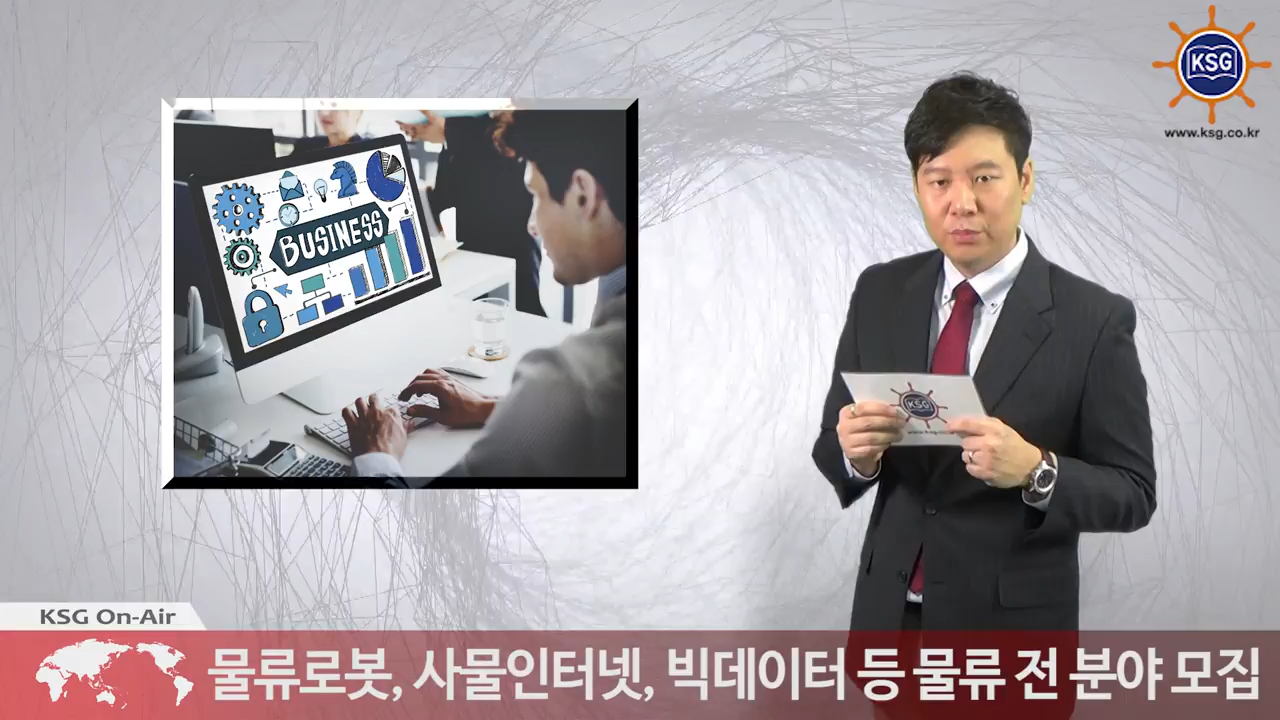 KSG
www.ksg.co.kr
BUSINESS
KSG
KSG On-Air
물류로봇, 사물인터넷, 빅데이터 등 물류 전 분야 모집